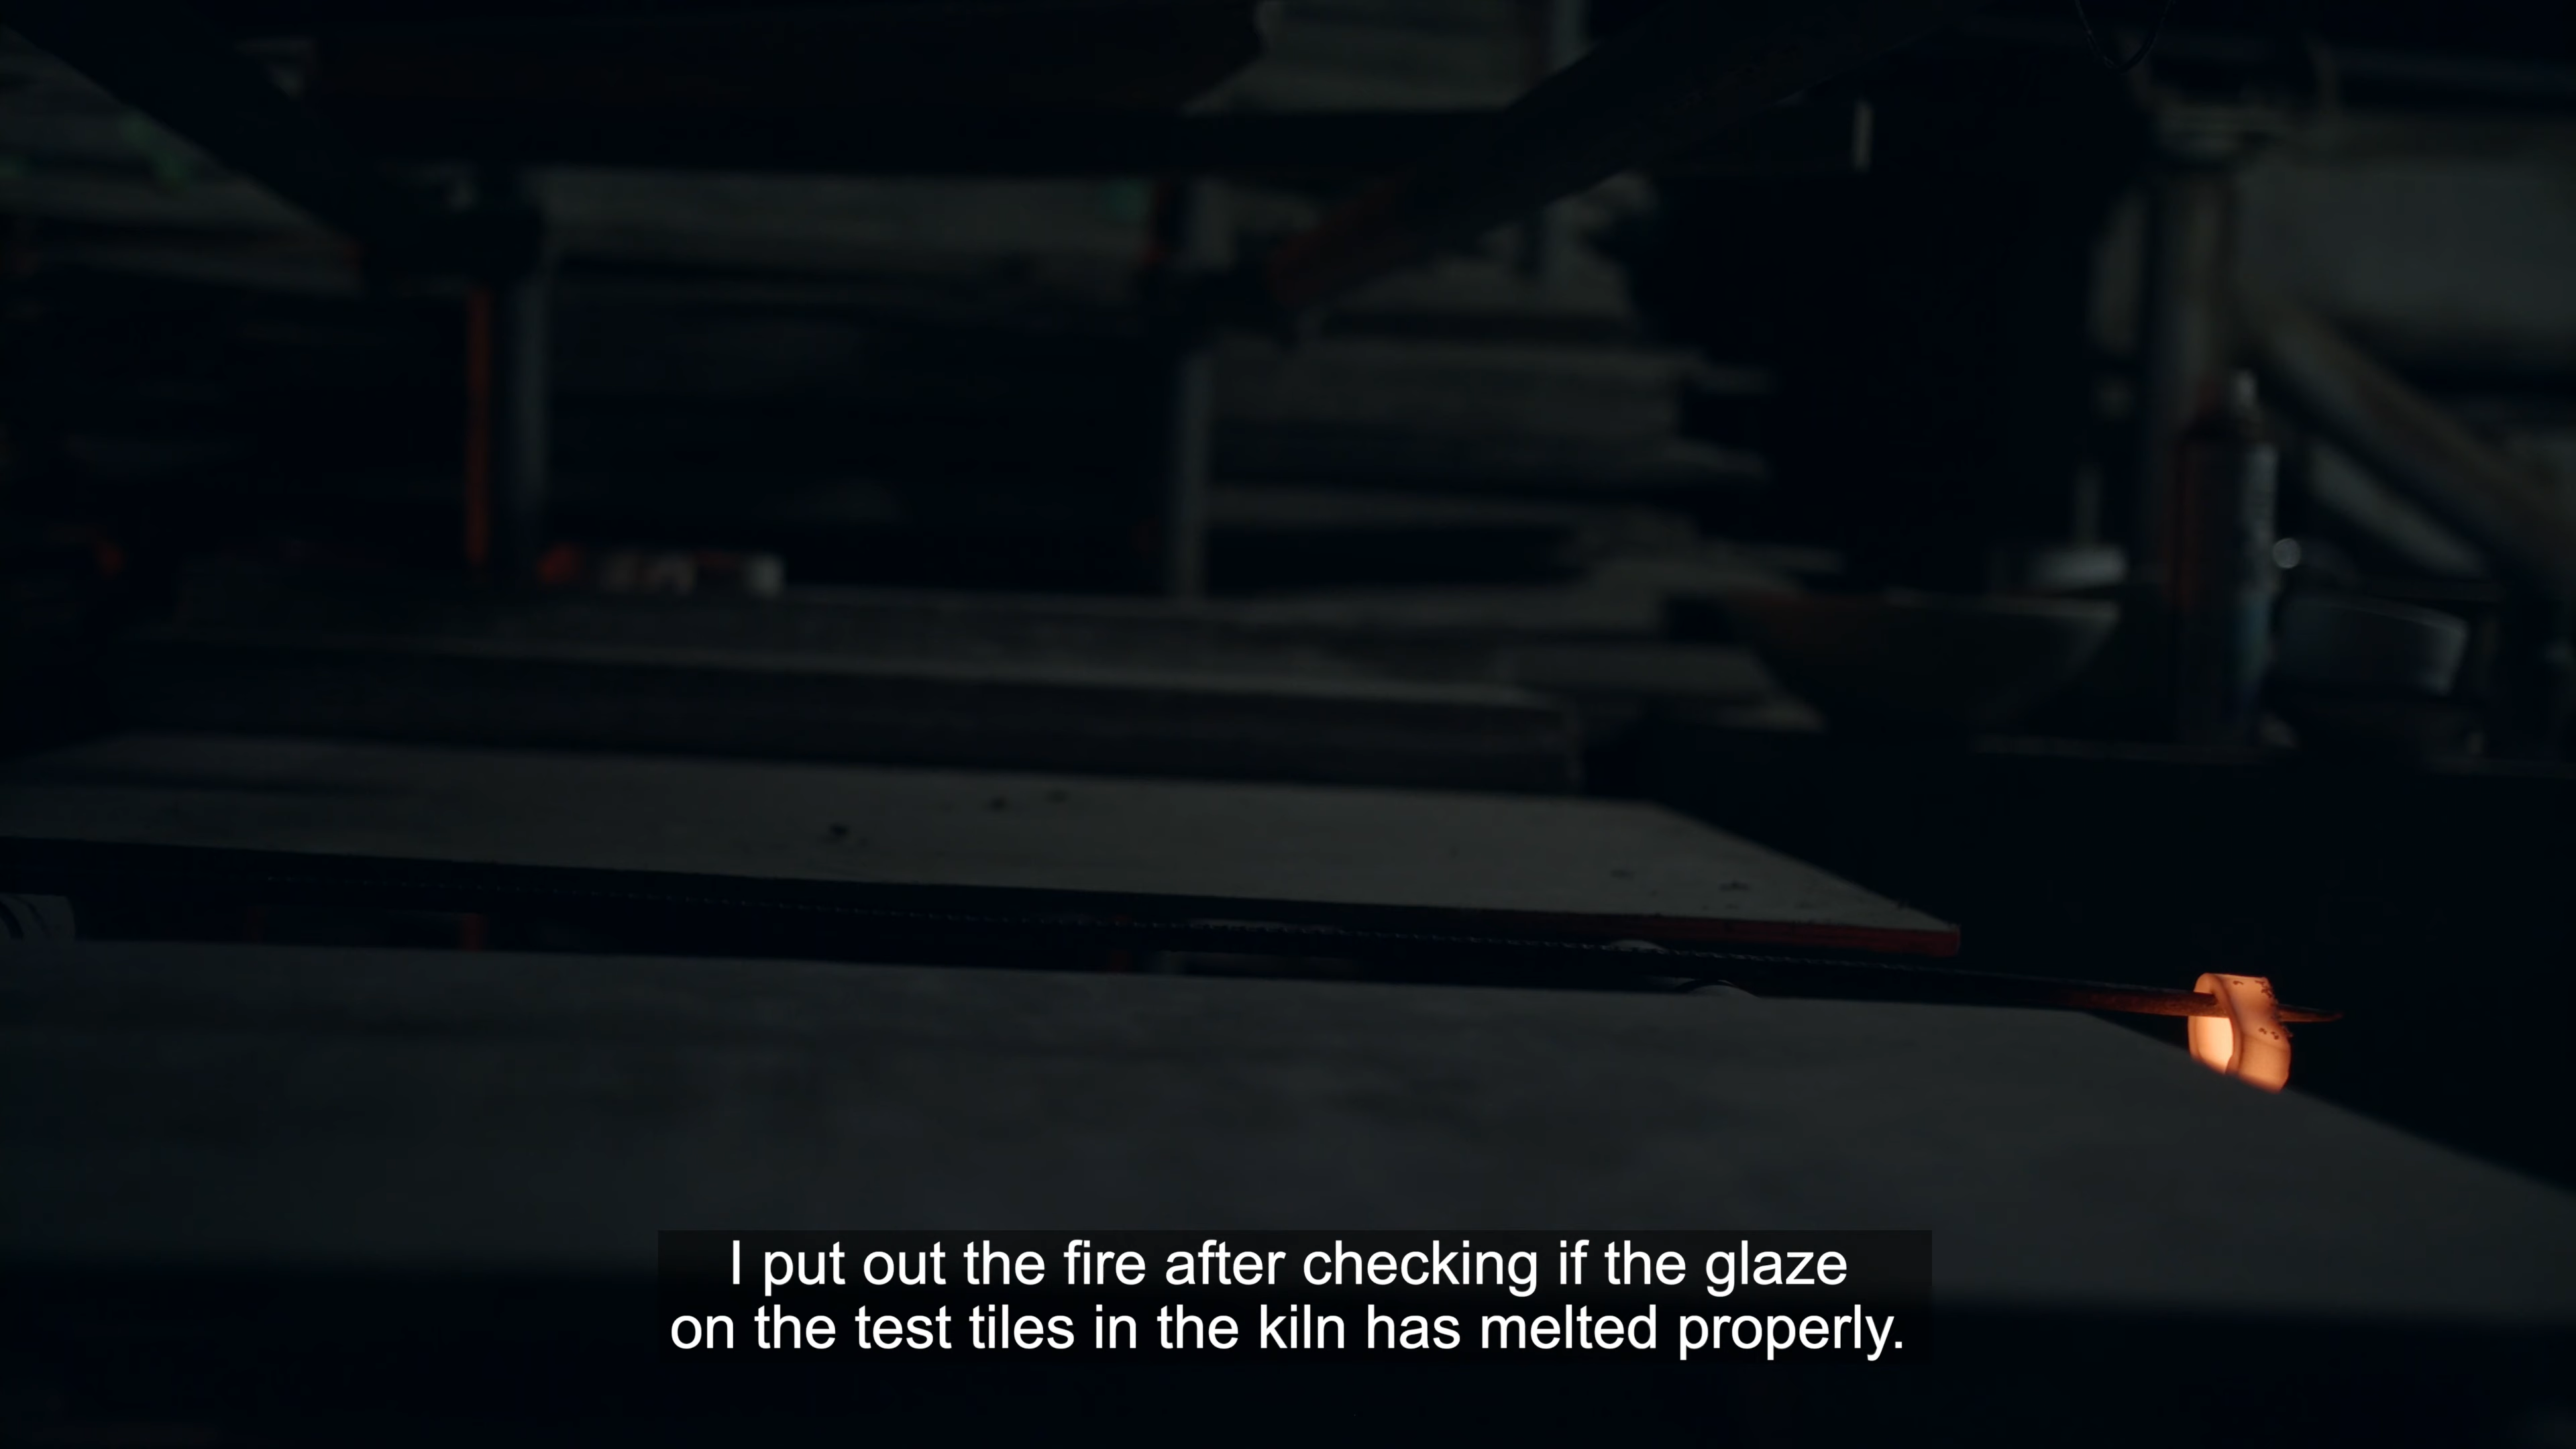 I put out the fire after checking if the glaze
on the test tiles in the kiln has melted properly.